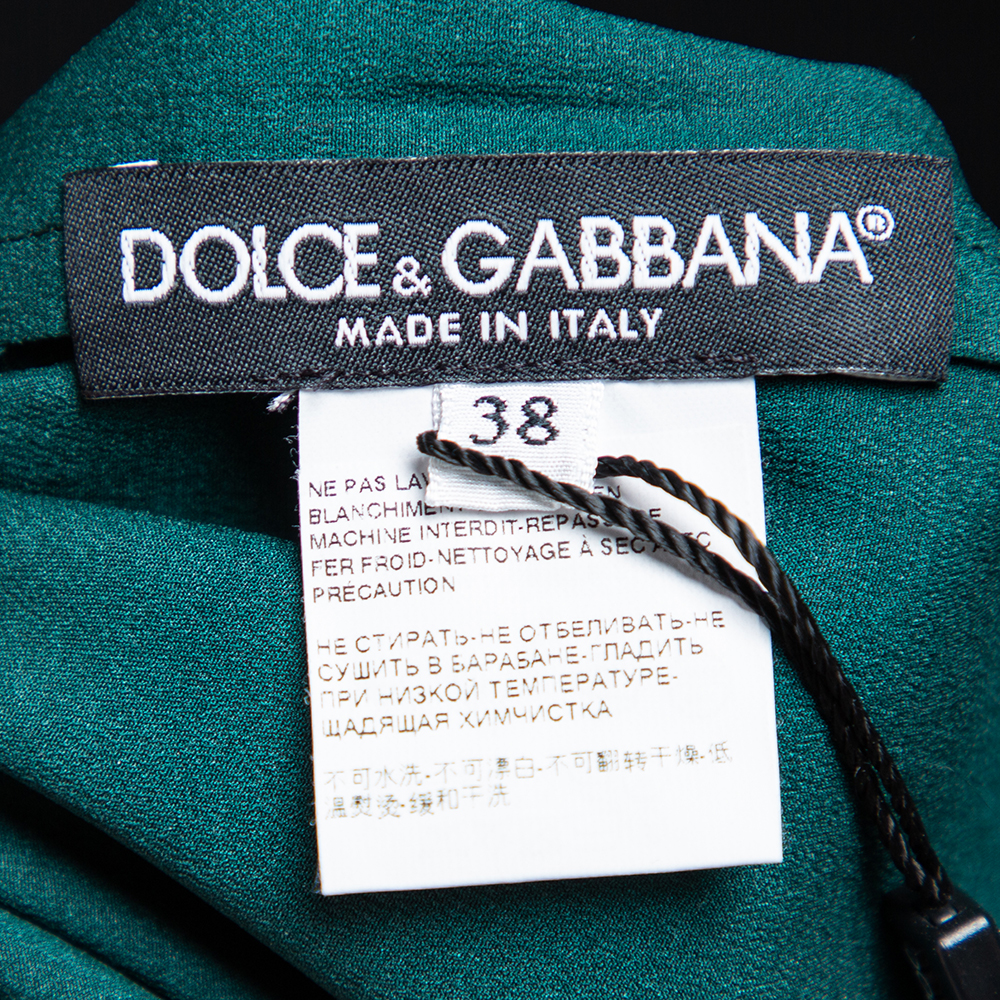 DOLCE & GABBANA®
MADE IN ITALY
38
NE PAS
BLANCHIMENT
MACHINE INTERDIT-REPASSAGE
FER FROID-NETTOYAGE À SEC AVEC
PRÉCAUTION
НЕ СТИРАТЬ-НЕ ОТБЕЛИВАТЬ-НЕ
СУШИТЬ В БАРАБАНЕ-ГЛАДИТЬ
ПРИ НИЗКОЙ ТЕМПЕРАТУРЕ-
ЩАДЯЩАЯ ХИМЧИСТКА
不可水洗-不可漂白-不可翻转干燥-低
温熨烫-缓和干洗